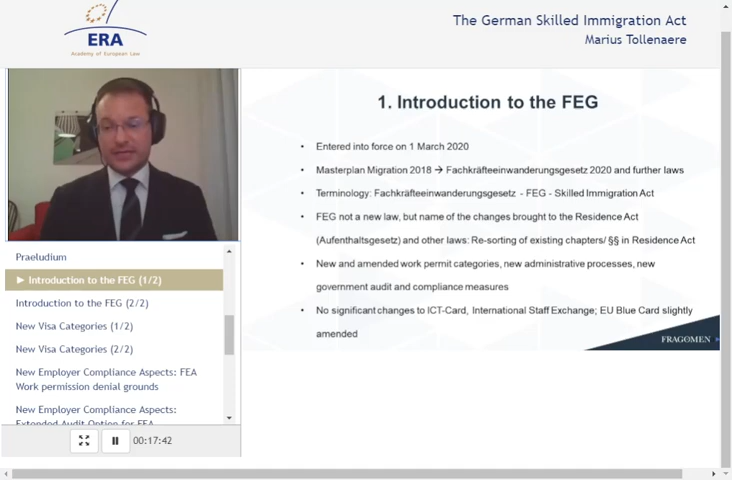 ERA
Academy of European Law
The German Skilled Immigration Act
Marius Tollenaere
1. Introduction to the FEG
• Entered into force on 1 March 2020
• Masterplan Migration 2018 → Fachkräfteeinwanderungsgesetz 2020 and further laws
• Terminology: Fachkräfteeinwanderungsgesetz - FEG - Skilled Immigration Act
• FEG not a new law, but name of the changes brought to the Residence Act
(Aufenthaltsgesetz) and other laws: Re-sorting of existing chapters/ §§ in Residence Act
• New and amended work permit categories, new administrative processes, new
government audit and compliance measures
• No significant changes to ICT-Card, International Staff Exchange; EU Blue Card slightly
amended
FRAGOMEN
Praeludium
► Introduction to the FEG (1/2)
Introduction to the FEG (2/2)
New Visa Categories (1/2)
New Visa Categories (2/2)
New Employer Compliance Aspects: FEA
Work permission denial grounds
New Employer Compliance Aspects:
Extended Audit Option for FEA
00:17:42